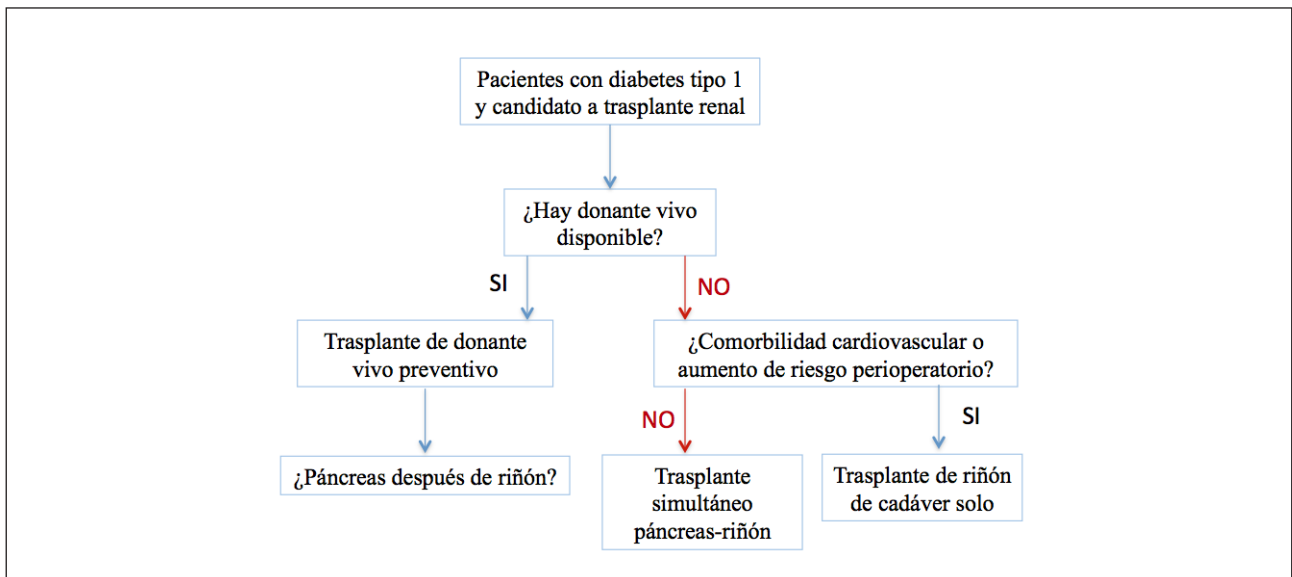 Pacientes con diabetes tipo 1
y candidato a trasplante renal
¿Hay donante vivo
disponible?
SI
NO
Trasplante de donante
vivo preventivo
¿Comorbilidad cardiovascular o
aumento de riesgo perioperatorio?
NO
SI
¿Páncreas después de riñón?
Trasplante
simultáneo
páncreas-riñón
Trasplante de riñón
de cadáver solo